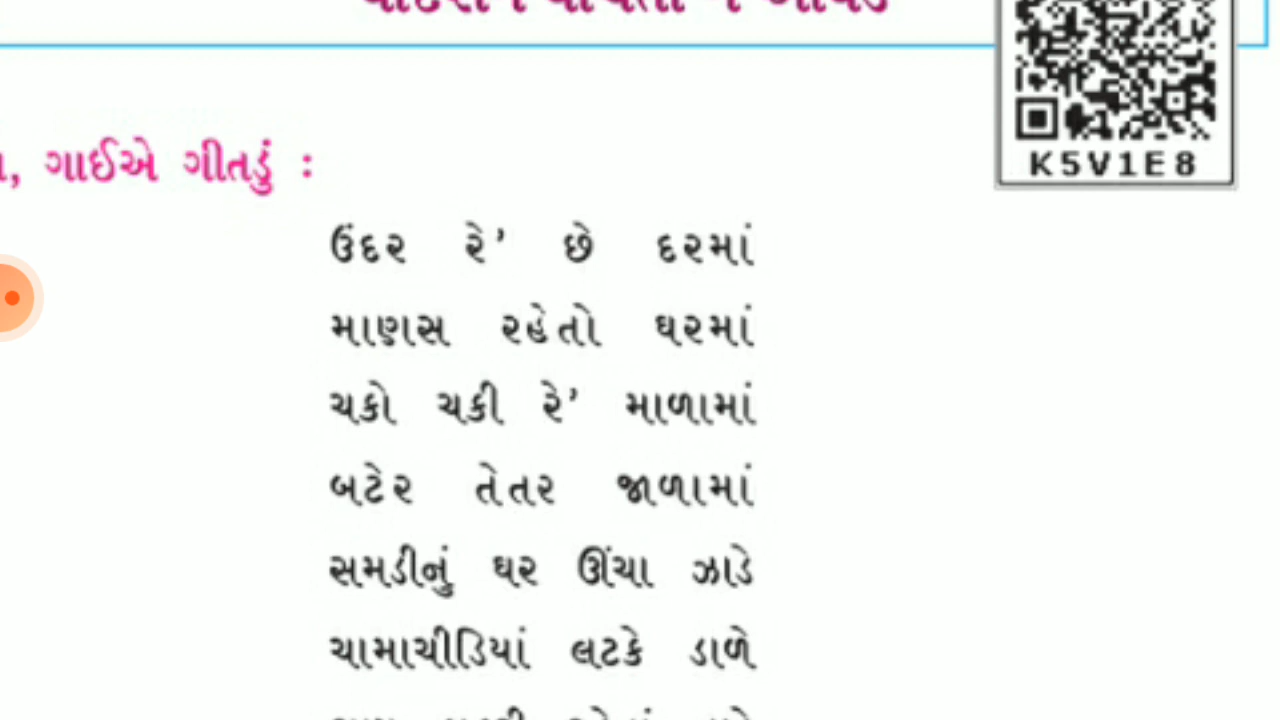 K5V1E8
ગાઈએ ગીતડું :
ઉંદર રે’ છે દરમાં
માણસ રહેતો ઘરમાં
ચકો ચકી રે’ માળામાં
બટેર તેતર જાળામાં
સમડીનું ઘર ઊંચા ઝાડે
ચામાચીડિયાં લટકે ડાળે